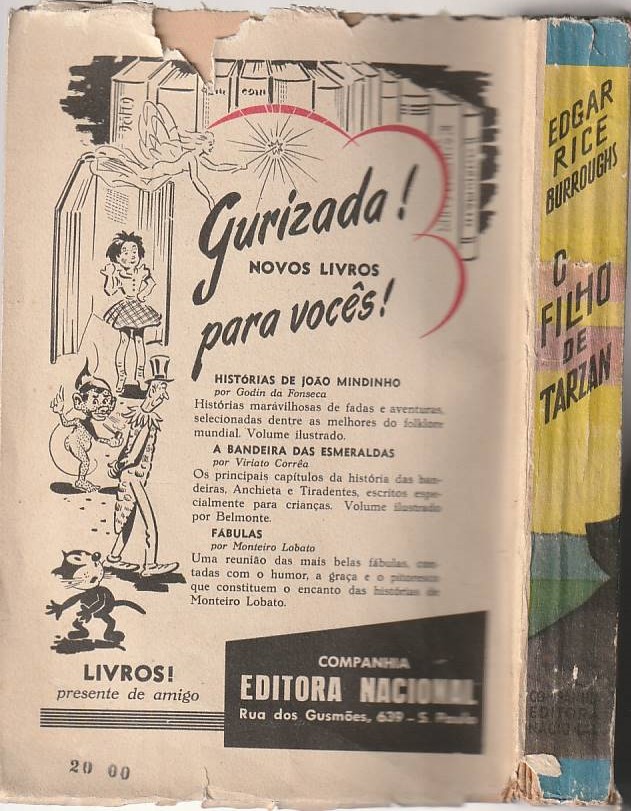 Gurizada!
NOVOS LIVROS
para vocês!
HISTÓRIAS DE JOÃO MINDINHO
por Godin da Fonseca
Histórias maravilhosas de fadas e aventuras,
selecionadas dentre as melhores do folklore
mundial. Volume ilustrado.
A BANDEIRA DAS ESMERALDAS
por Viriato Corrêa
Os principais capítulos da história das ban-
deiras, Anchieta e Tiradentes, escritos espe-
cialmente para crianças. Volume ilustrado
por Belmonte.
FÁBULAS
por Monteiro Lobato
Uma reunião das mais belas fábulas, con-
tadas com o humor, a graça e o pitoresco
que constituem o encanto das histórias de
Monteiro Lobato.
LIVROS!
presente de amigo
COMPANHIA
EDITORA NACIONAL
Rua dos Gusmões, 639 - S. Paulo
20 00
EDGAR
RICE
BURROUGHS
O
FILHO
DE
TARZAN
EDITORA